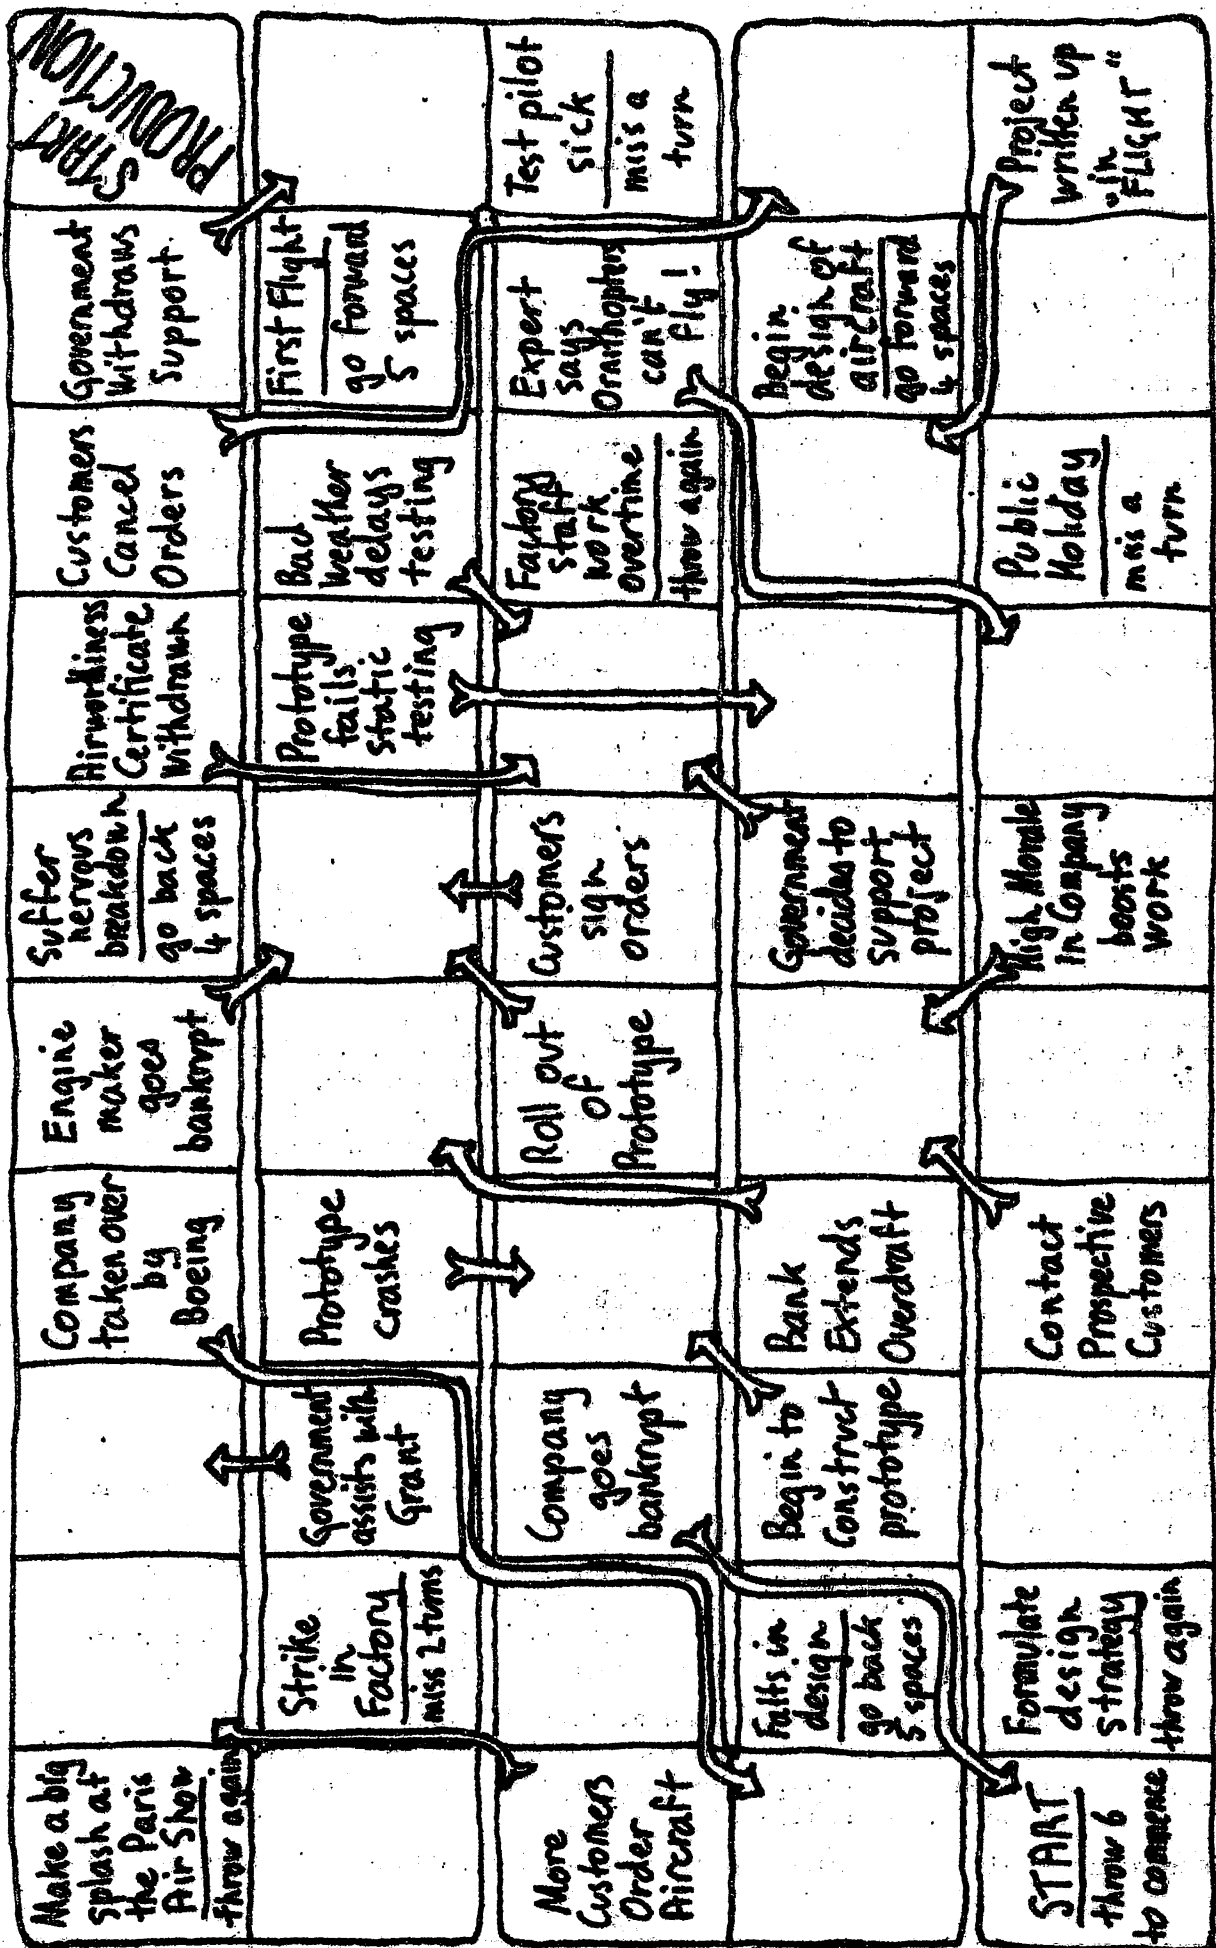 Make a big
Splash at
the Paris
Air Show
throw again
Company
taken over
by
Boeing
Engine
maker
goes
bankrupt
Suffer
nervous
breakdown
go back
4 spaces
Airworthiness
Certificate
Withdrawn
Customers
Cancel
Orders
Government
Withdraws
Support
START
PRODUCTION
Strike
in
Factory
miss 2 turns
Government
assists with
Grant
Prototype
crashes
Prototype
fails
static
testing
Bad
Weather
delays
testing
First Flight
go forward
5 spaces
More
Customers
Order
Aircraft
Company
goes
bankrupt
Roll out
of
Prototype
Customers
sign
orders
Factory
staff
work
overtime
throw again
Expert
says
Ornithopters
can't
fly!
Test pilot
sick
miss a
turn
Falts in
design
go back
5 spaces
Begin to
Construct
prototype
Bank
Extends
Overdraft
Government
decides to
support
project
Begin
design of
aircraft
go forward
4 spaces
START
throw 6
to commence
Formulate
design
strategy
throw again
Contact
Prospective
Customers
High Morale
in Company
boosts
work
Public
Holiday
miss a
turn
Project
written up
"in
FLIGHT"